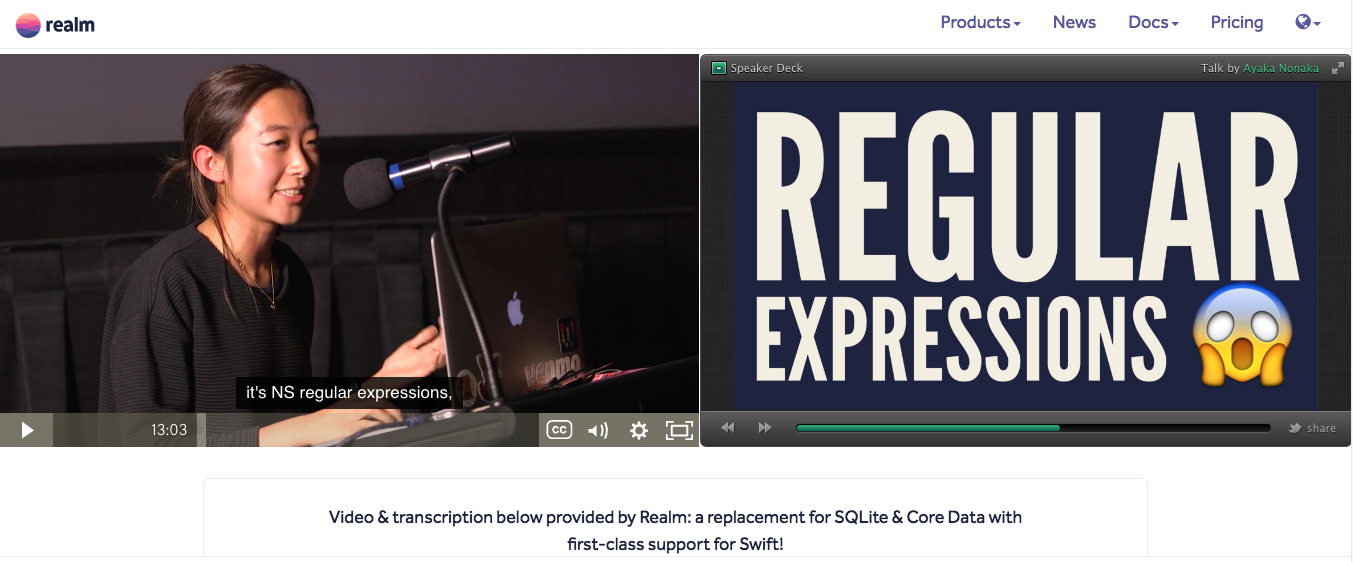 realm
Products
News
Docs
Pricing
Speaker Deck
Talk by Ayaka Nonaka
REGULAR
EXPRESSIONS
venmo
it's NS regular expressions,
13:03
CC
share
Video & transcription below provided by Realm: a replacement for SQLite & Core Data with
first-class support for Swift!